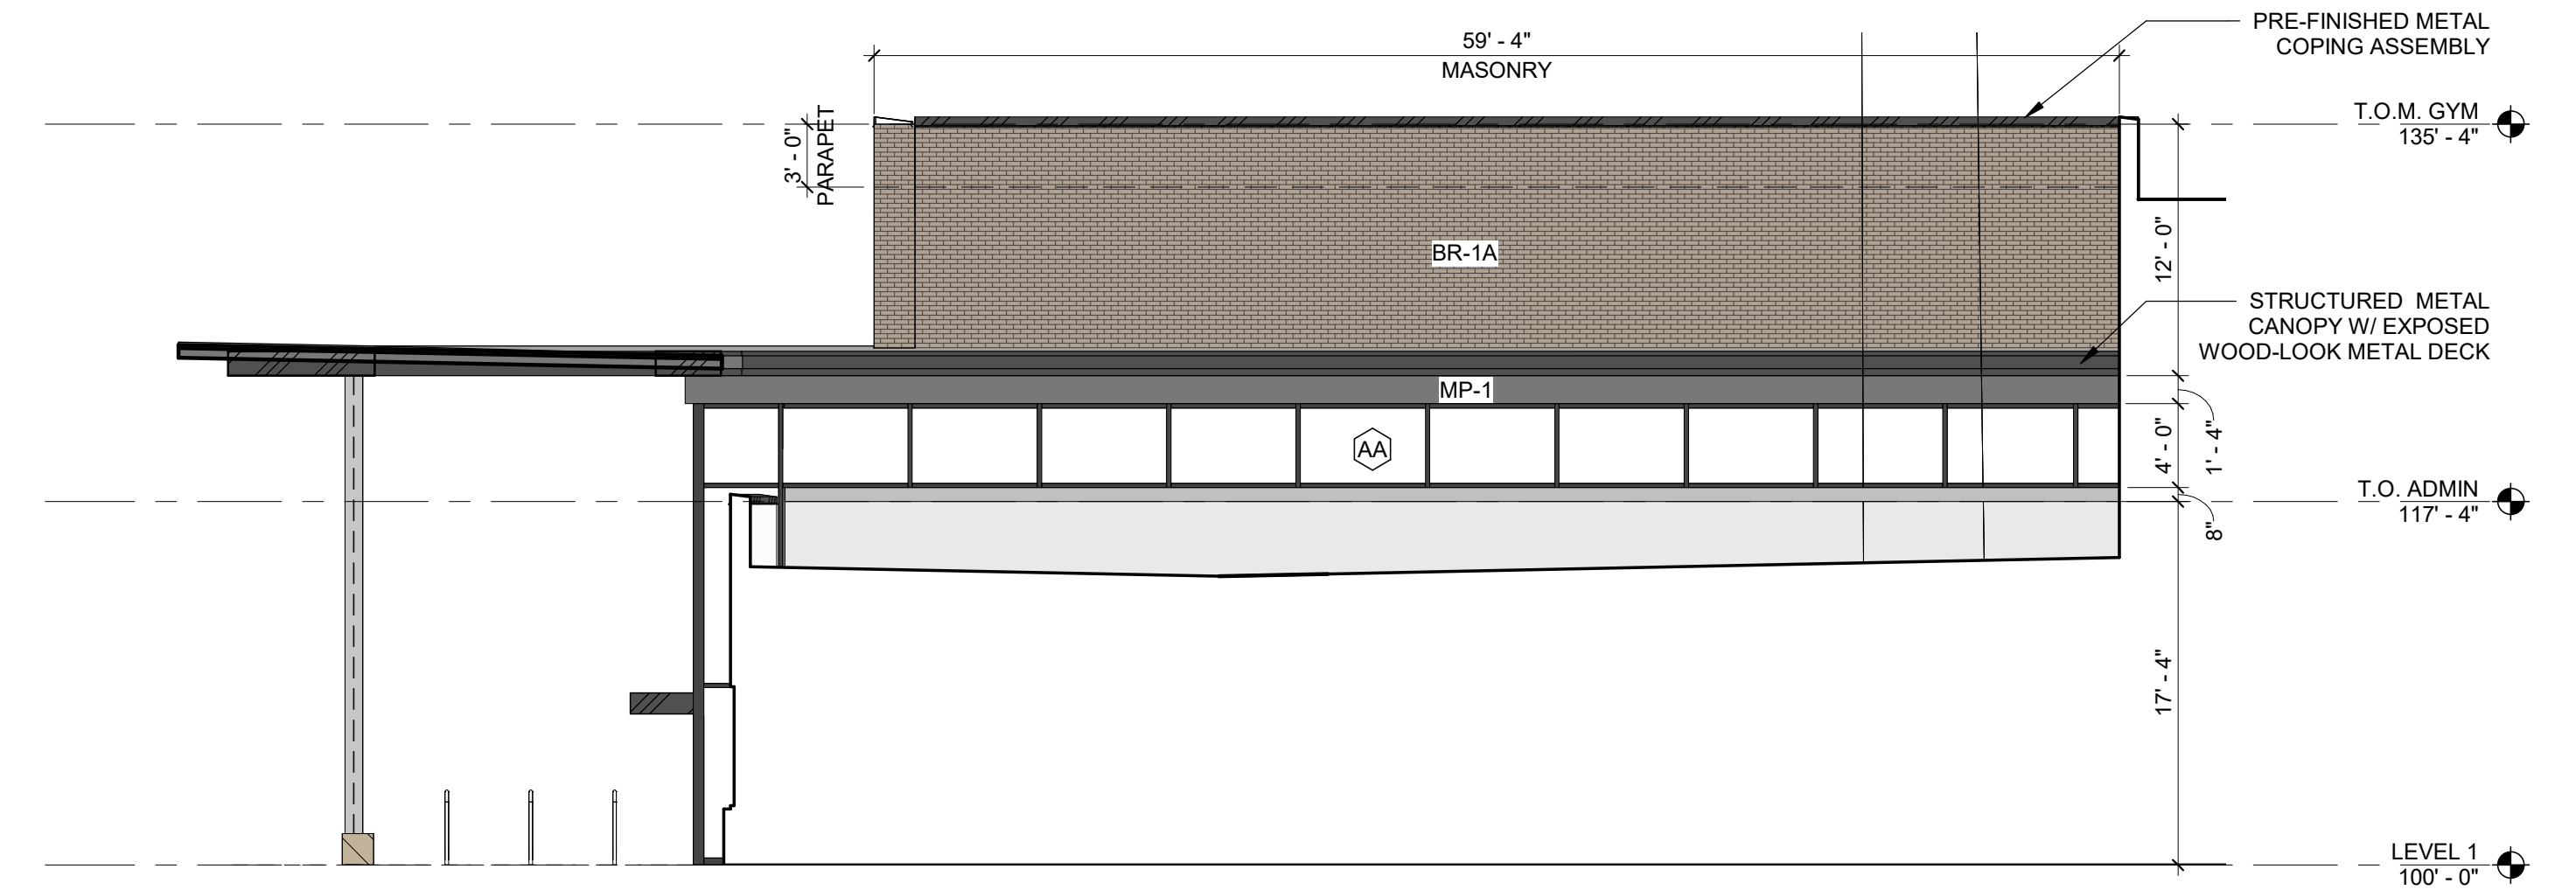 PRE-FINISHED METAL
COPING ASSEMBLY
59' - 4"
MASONRY
T.O.M. GYM
135' - 4"
3' - 0"
PARAPET
BR-1A
12' - 0"
STRUCTURED METAL
CANOPY W/ EXPOSED
WOOD-LOOK METAL DECK
MP-1
AA
4' - 0"
1' - 4"
T.O. ADMIN
117' - 4"
8"
17' - 4"
LEVEL 1
100' - 0"